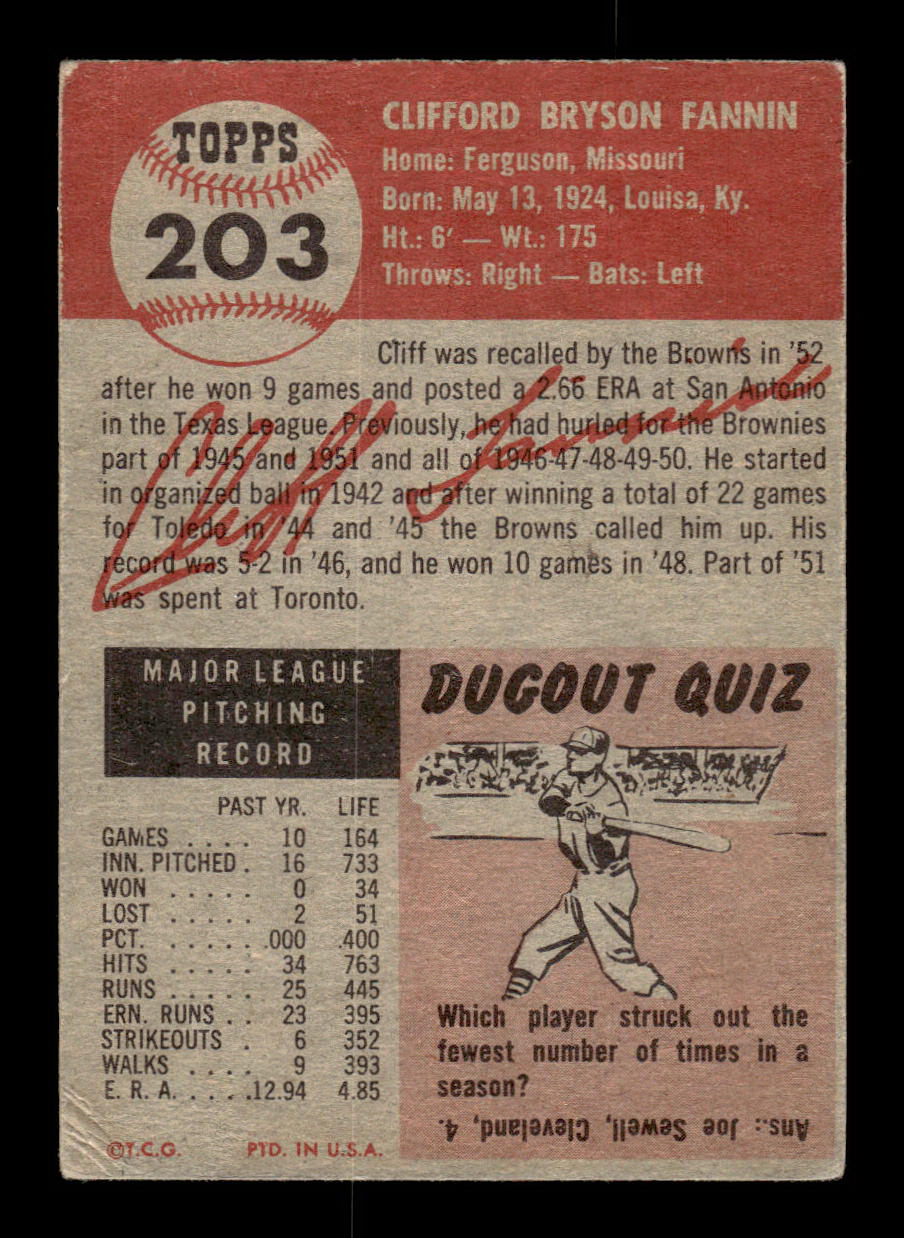 TOPPS
203
CLIFFORD BRYSON FANNIN
Home: Ferguson, Missouri
Born: May 13, 1924, Louisa, Ky.
Ht.: 6' — Wt.: 175
Throws: Right — Bats: Left
Cliff was recalled by the Browns in '52
after he won 9 games and posted a 2.66 ERA at San Antonio
in the Texas League. Previously, he had hurled for the Brownies
part of 1945 and 1951 and all of 1946-47-48-49-50. He started
in organized ball in 1942 and after winning a total of 22 games
for Toledo in '44 and '45 the Browns called him up. His
record was 5-2 in '46, and he won 10 games in '48. Part of '51
was spent at Toronto.
Cliff Fannin
MAJOR LEAGUE
PITCHING
RECORD
PAST YR. LIFE
GAMES . . . . 10 164
INN. PITCHED . 16 733
WON . . . . . 0 34
LOST . . . . . 2 51
PCT. . . . . . .000 .400
HITS . . . . . 34 763
RUNS . . . . . 25 445
ERN. RUNS . . 23 395
STRIKEOUTS . 6 352
WALKS . . . . 9 393
E. R. A. . . . .12.94 4.85
©T.C.G. PTD. IN U.S.A.
DUGOUT QUIZ
Which player struck out the
fewest number of times in a
season?
Ans.: Joe Sewell, Cleveland, 4.